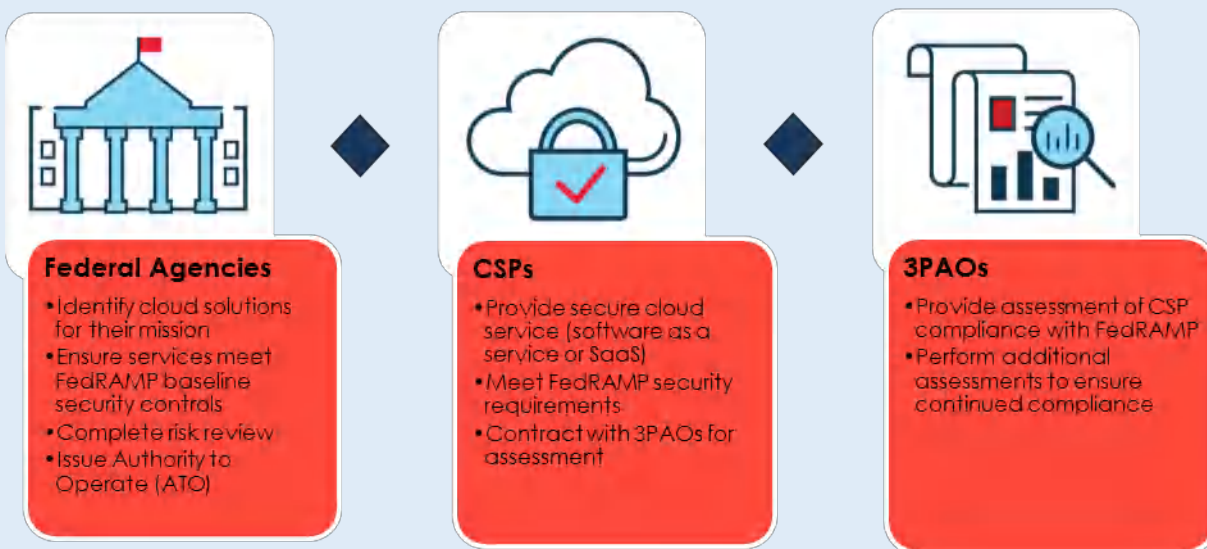 Federal Agencies
•Identify cloud solutions
for their mission
•Ensure services meet
FedRAMP baseline
security controls
•Complete risk review
•Issue Authority to
Operate (ATO)
CSPs
•Provide secure cloud
service (software as a
service or SaaS)
•Meet FedRAMP security
requirements
•Contract with 3PAOs for
assessment
3PAOs
•Provide assessment of CSP
compliance with FedRAMP
•Perform additional
assessments to ensure
continued compliance